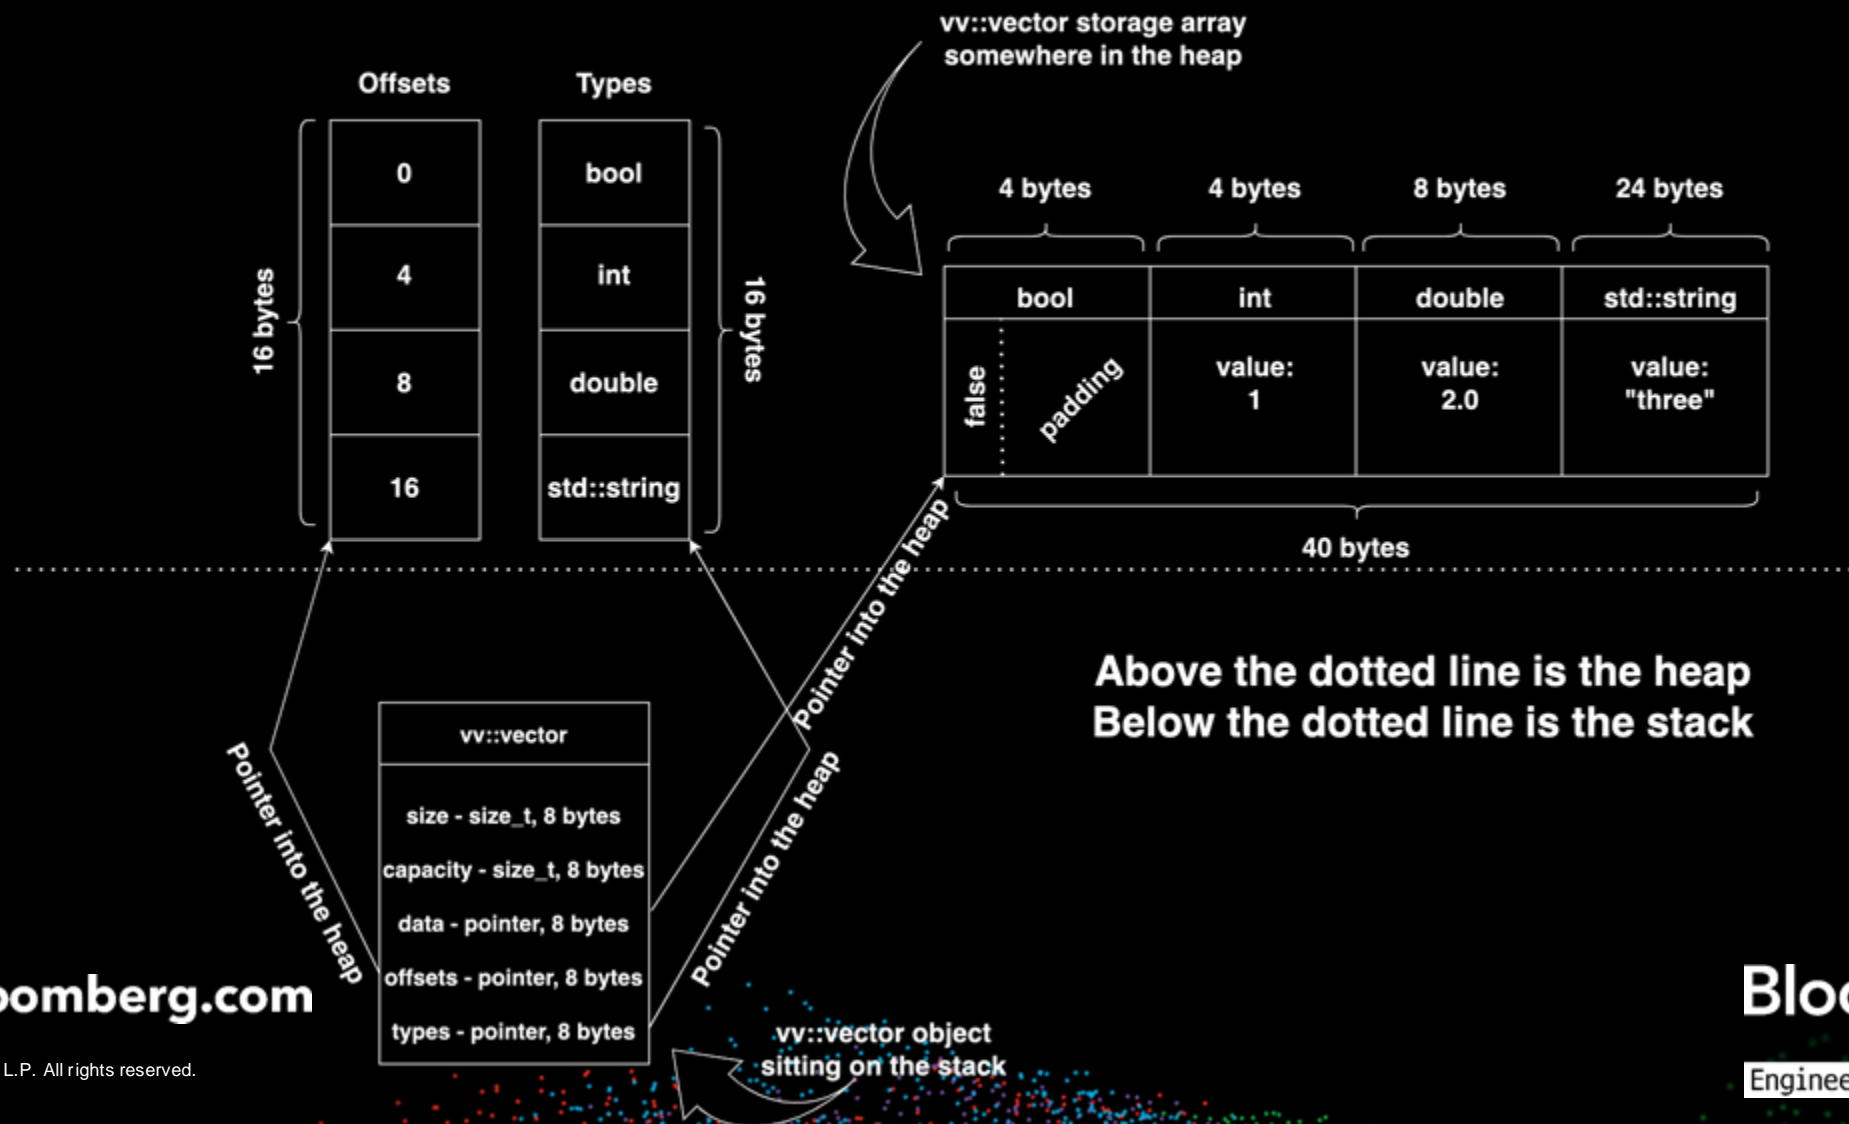 vv::vector storage array
somewhere in the heap
Offsets
Types
0
4
8
16
16 bytes
bool
int
double
std::string
16 bytes
4 bytes
4 bytes
8 bytes
24 bytes
bool
int
double
std::string
false
padding
value:
1
value:
2.0
value:
"three"
40 bytes
Pointer into the heap
Pointer into the heap
Pointer into the heap
Above the dotted line is the heap
Below the dotted line is the stack
vv::vector
size - size_t, 8 bytes
capacity - size_t, 8 bytes
data - pointer, 8 bytes
offsets - pointer, 8 bytes
types - pointer, 8 bytes
vv::vector object
sitting on the stack
oomberg.com
L.P. All rights reserved.
Bloo
Enginee